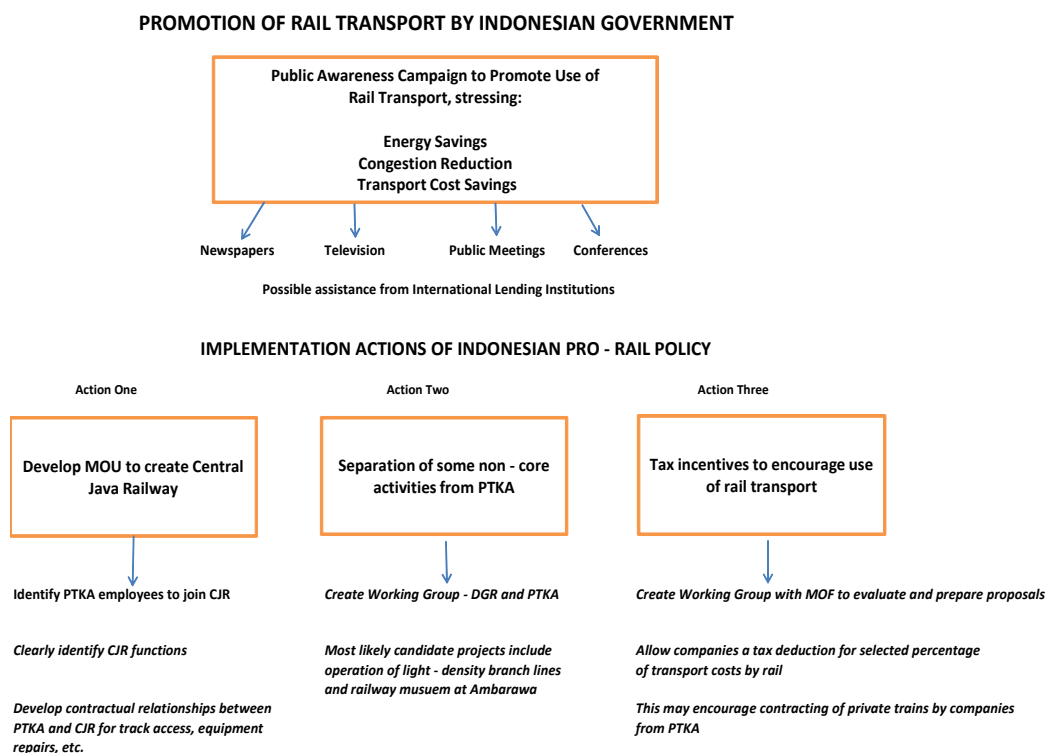 PROMOTION OF RAIL TRANSPORT BY INDONESIAN GOVERNMENT
Public Awareness Campaign to Promote Use of
Rail Transport, stressing:
Energy Savings
Congestion Reduction
Transport Cost Savings
Newspapers
Television
Public Meetings
Conferences
Possible assistance from International Lending Institutions
IMPLEMENTATION ACTIONS OF INDONESIAN PRO - RAIL POLICY
Action One
Action Two
Action Three
Develop MOU to create Central
Java Railway
Separation of some non - core
activities from PTKA
Tax incentives to encourage use
of rail transport
Identify PTKA employees to join CJR
Create Working Group - DGR and PTKA
Create Working Group with MOF to evaluate and prepare proposals
Clearly identify CJR functions
Most likely candidate projects include
operation of light - density branch lines
and railway musuem at Ambarawa
Allow companies a tax deduction for selected percentage
of transport costs by rail
Develop contractual relationships between
PTKA and CJR for track access, equipment
repairs, etc.
This may encourage contracting of private trains by companies
from PTKA